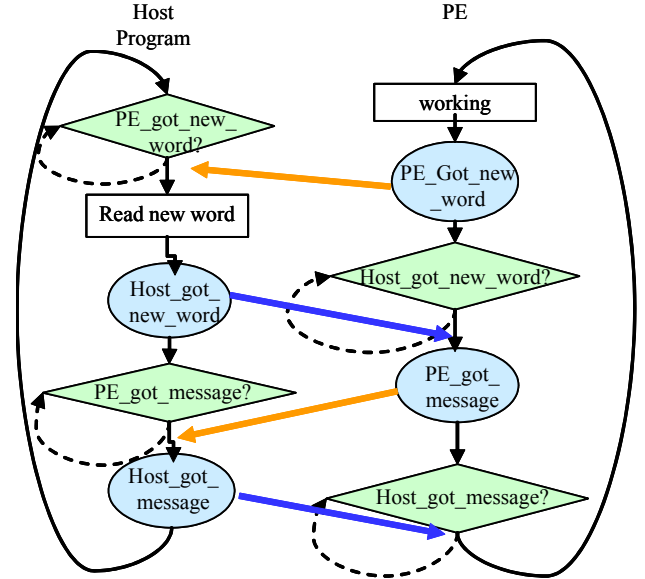 Host
Program
PE_got_new_
word?
Read new word
Host_got_
new_word
PE_got_message?
Host_got_
message
PE
working
PE_Got_new
_word
Host_got_new_word?
PE_got_
message
Host_got_message?